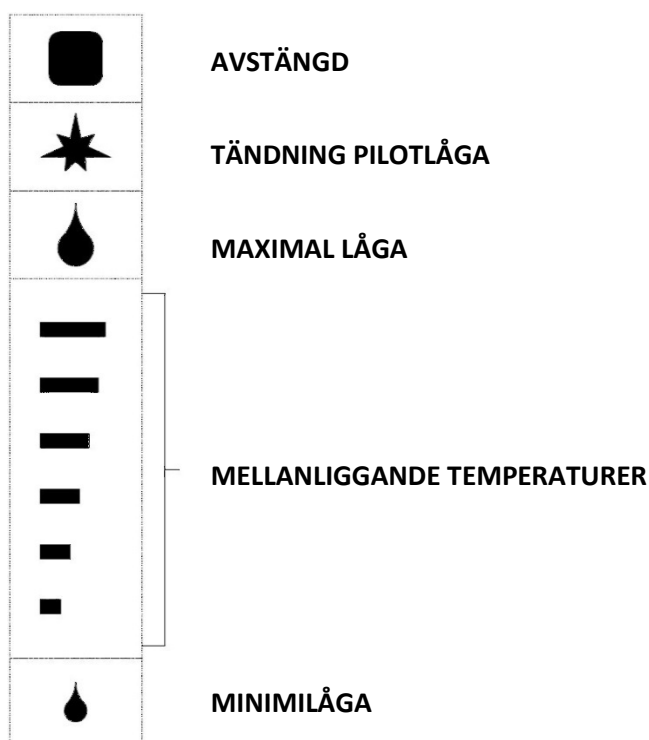 AVSTÄNGD
TÄNDNING PILOTLÅGA
MAXIMAL LÅGA
MELLANLIGGANDE TEMPERATURER
MINIMILÅGA